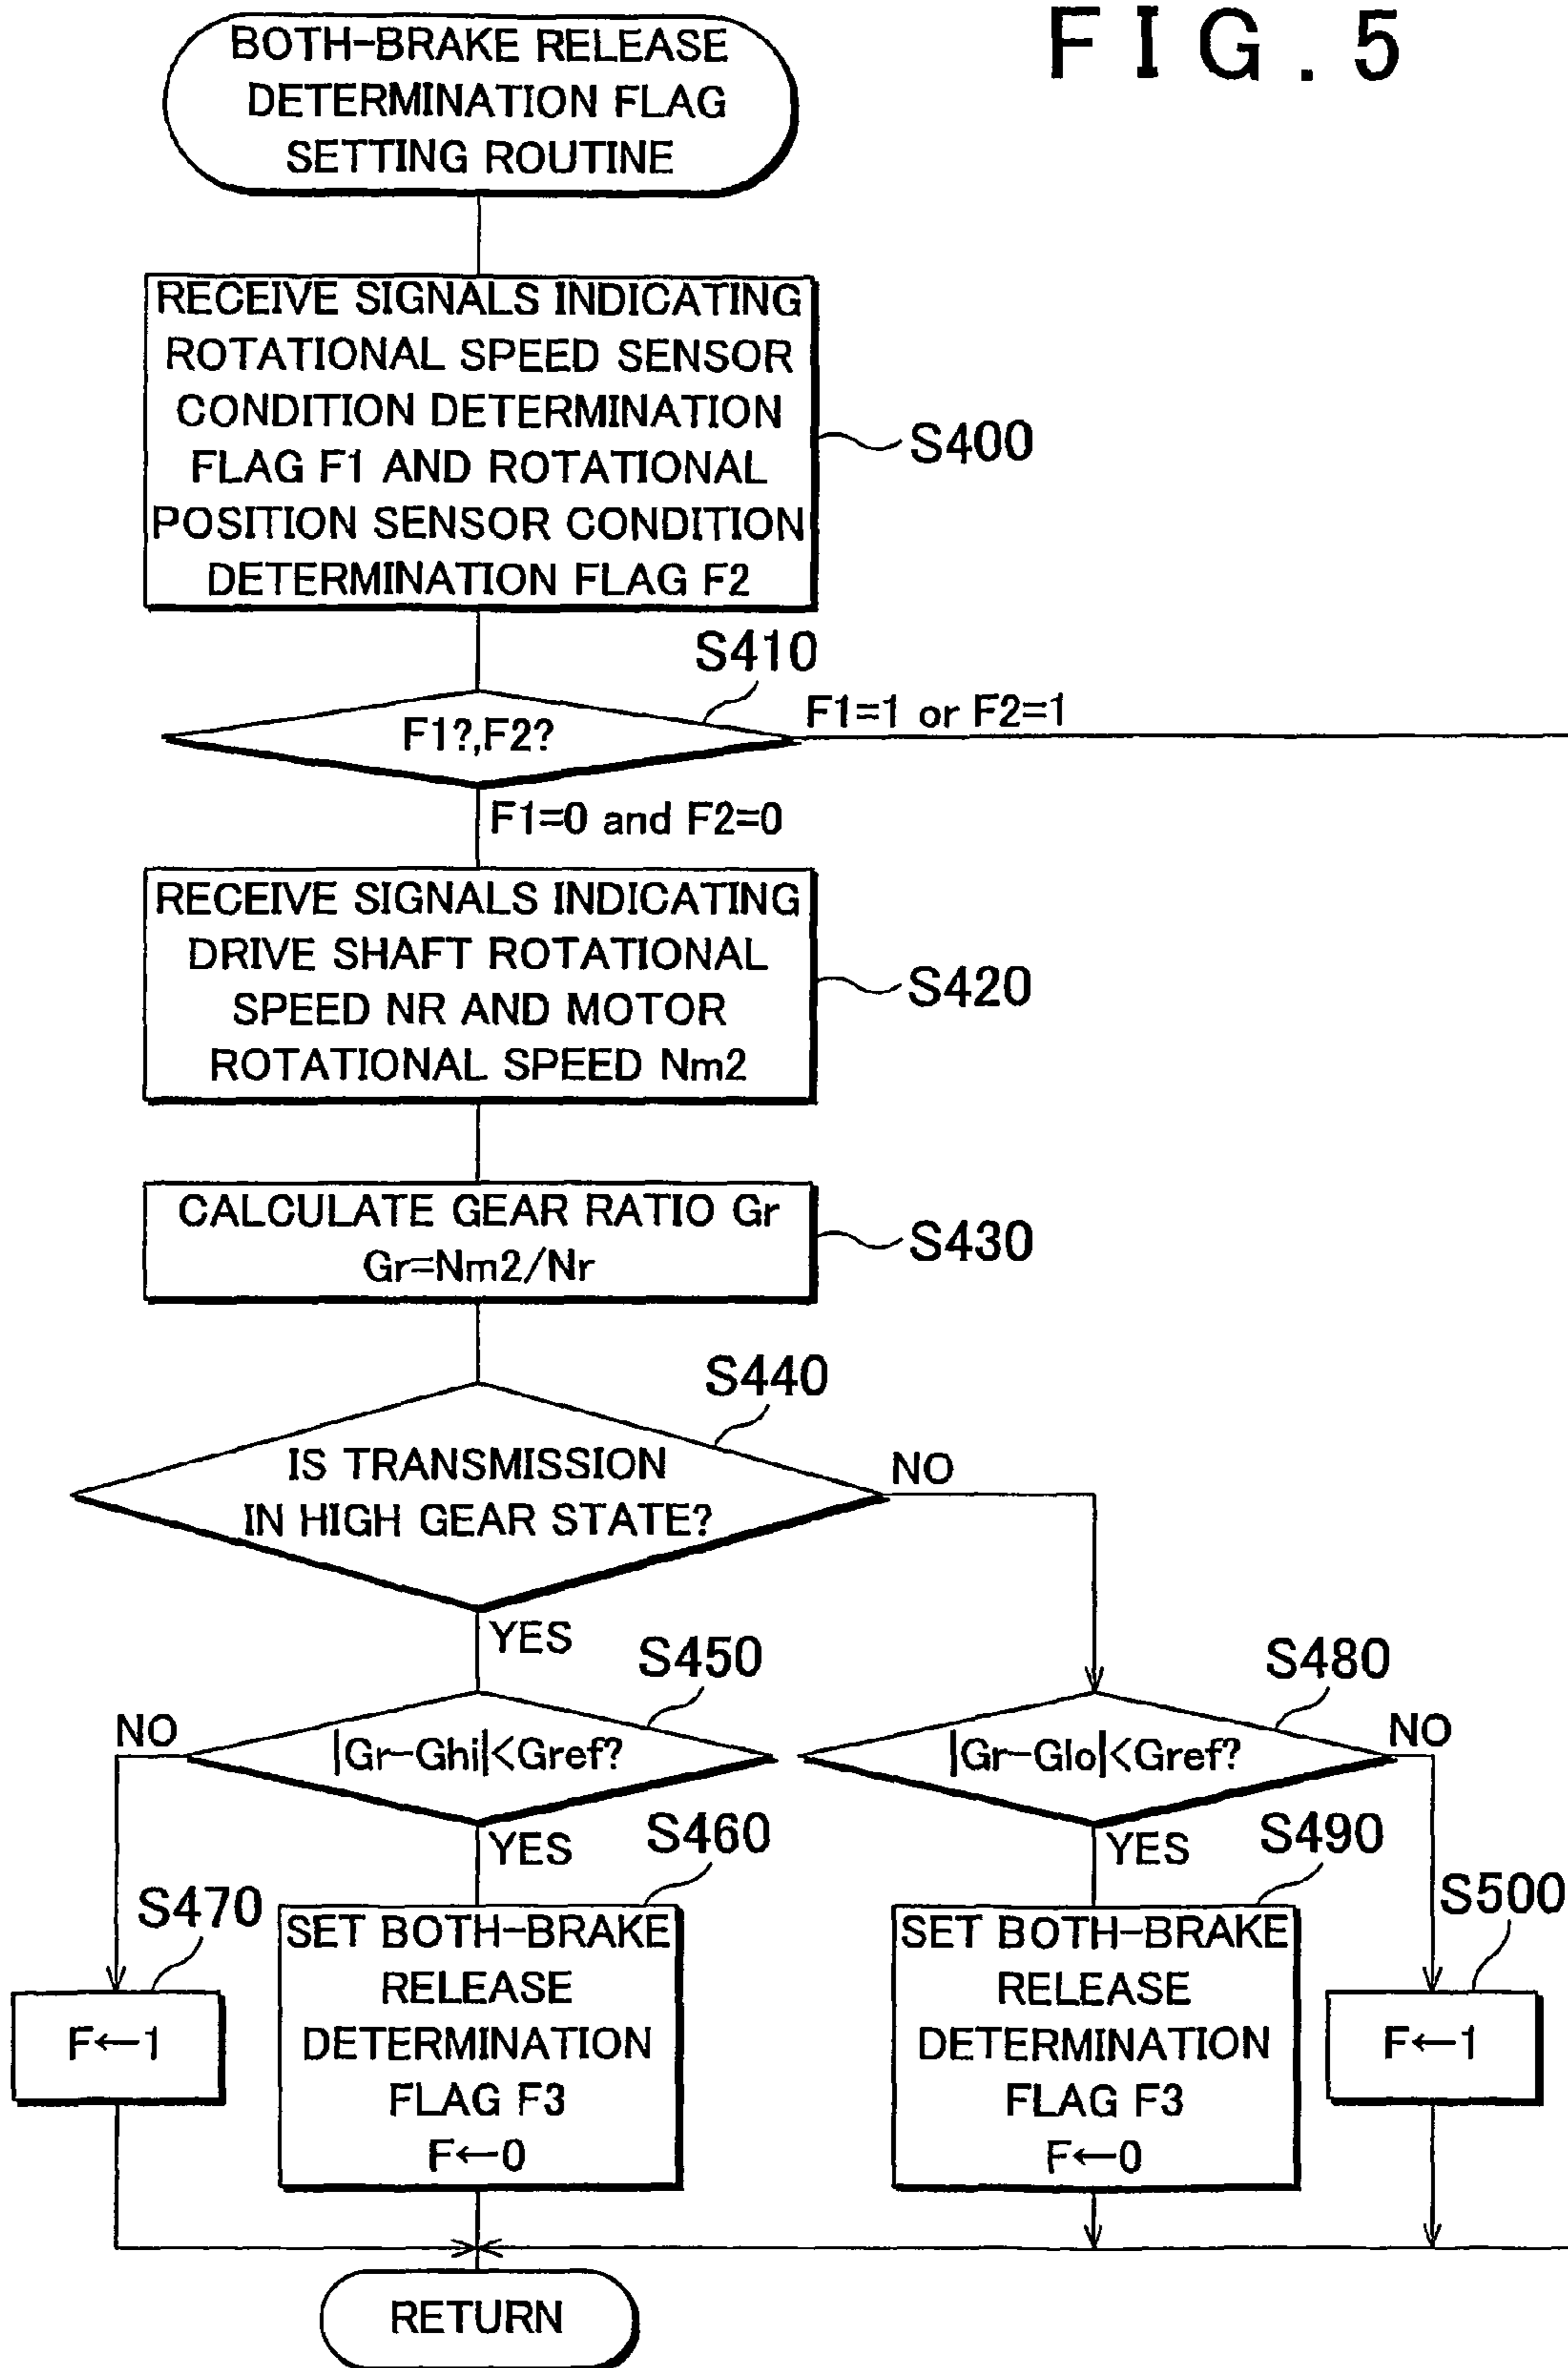 FIG.5
BOTH-BRAKE RELEASE
DETERMINATION FLAG
SETTING ROUTINE
RECEIVE SIGNALS INDICATING
ROTATIONAL SPEED SENSOR
CONDITION DETERMINATION
FLAG F1 AND ROTATIONAL
POSITION SENSOR CONDITION
DETERMINATION FLAG F2
S400
S410
F1?,F2?
F1=1 or F2=1
F1=0 and F2=0
RECEIVE SIGNALS INDICATING
DRIVE SHAFT ROTATIONAL
SPEED NR AND MOTOR
ROTATIONAL SPEED Nm2
S420
CALCULATE GEAR RATIO Gr
Gr=Nm2/Nr
S430
S440
IS TRANSMISSION
IN HIGH GEAR STATE?
NO
YES
S450
S480
NO
|Gr-Ghi|<Gref?
|Gr-Glo|<Gref?
NO
YES
S460
YES
S490
S470
S500
F←1
SET BOTH-BRAKE
RELEASE
DETERMINATION
FLAG F3
F←0
SET BOTH-BRAKE
RELEASE
DETERMINATION
FLAG F3
F←0
F←1
RETURN